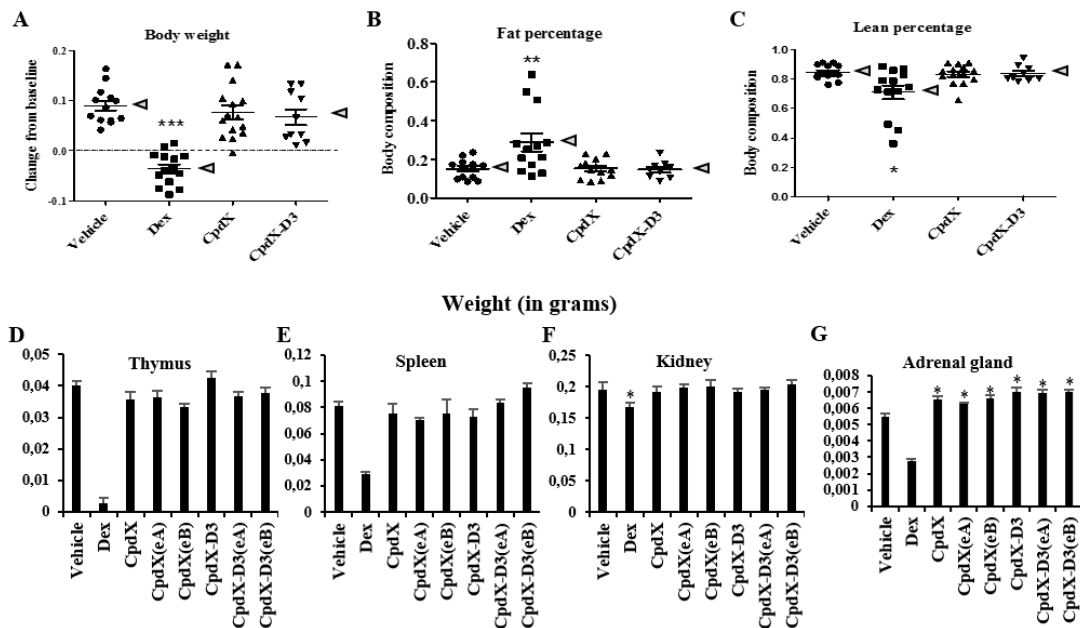 A
Body weight
Change from baseline
0.2
0.1
0.0
-0.1
***
Vehicle
Dex
CpdX
CpdX-D3
B
Fat percentage
Body composition
0.8
0.6
0.4
0.2
0.0
**
Vehicle
Dex
CpdX
CpdX-D3
C
Lean percentage
Body composition
1.0
0.8
0.6
0.4
0.2
0.0
*
Vehicle
Dex
CpdX
CpdX-D3
Weight (in grams)
D
Thymus
0,05
0,04
0,03
0,02
0,01
0
Vehicle
Dex
CpdX
CpdX(eA)
CpdX(eB)
CpdX-D3
CpdX-D3(eA)
CpdX-D3(eB)
E
Spleen
0,12
0,1
0,08
0,06
0,04
0,02
0
Vehicle
Dex
CpdX
CpdX(eA)
CpdX(eB)
CpdX-D3
CpdX-D3(eA)
CpdX-D3(eB)
F
Kidney
0,25
0,2
0,15
0,1
0,05
0
*
Vehicle
Dex
CpdX
CpdX(eA)
CpdX(eB)
CpdX-D3
CpdX-D3(eA)
CpdX-D3(eB)
G
Adrenal gland
0,008
0,007
0,006
0,005
0,004
0,003
0,002
0,001
0
* * * * * *
Vehicle
Dex
CpdX
CpdX(eA)
CpdX(eB)
CpdX-D3
CpdX-D3(eA)
CpdX-D3(eB)